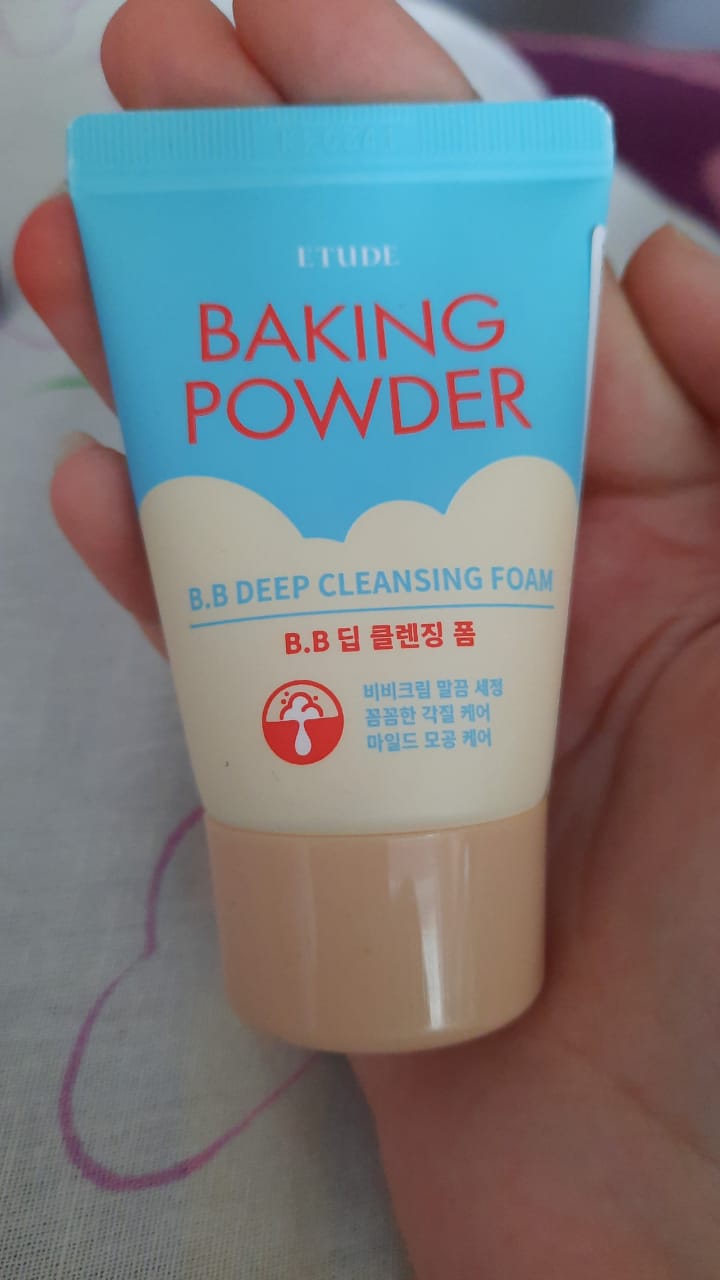 ETUDE
BAKING
POWDER
B.B DEEP CLEANSING FOAM
B.B 딥 클렌징 폼
비비크림 말끔 세정
꼼꼼한 각질 케어
마일드 모공 케어